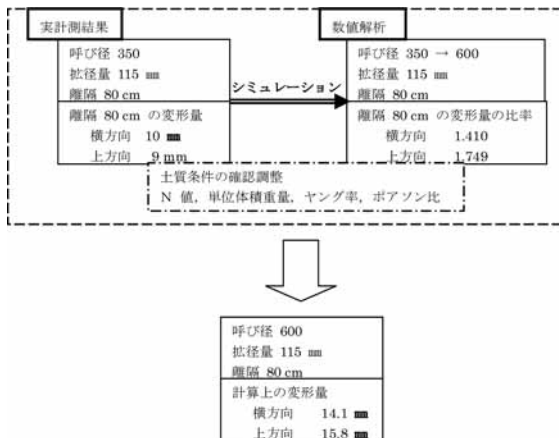 実計測結果
呼び径 350
拡径量 115 ㎜
離隔 80 cm
離隔 80 cm の変形量
横方向 10 ㎜
上方向 9 mm
シミュレーション
数値解析
呼び径 350 → 600
拡径量 115 ㎜
離隔 80 cm
離隔 80 cm の変形量の比率
横方向 1.410
上方向 1.749
土質条件の確認調整
N 値, 単位体積重量, ヤング率, ポアソン比
呼び径 600
拡径量 115 ㎜
離隔 80 cm
計算上の変形量
横方向 14.1 ㎜
上方向 15.8 ㎜